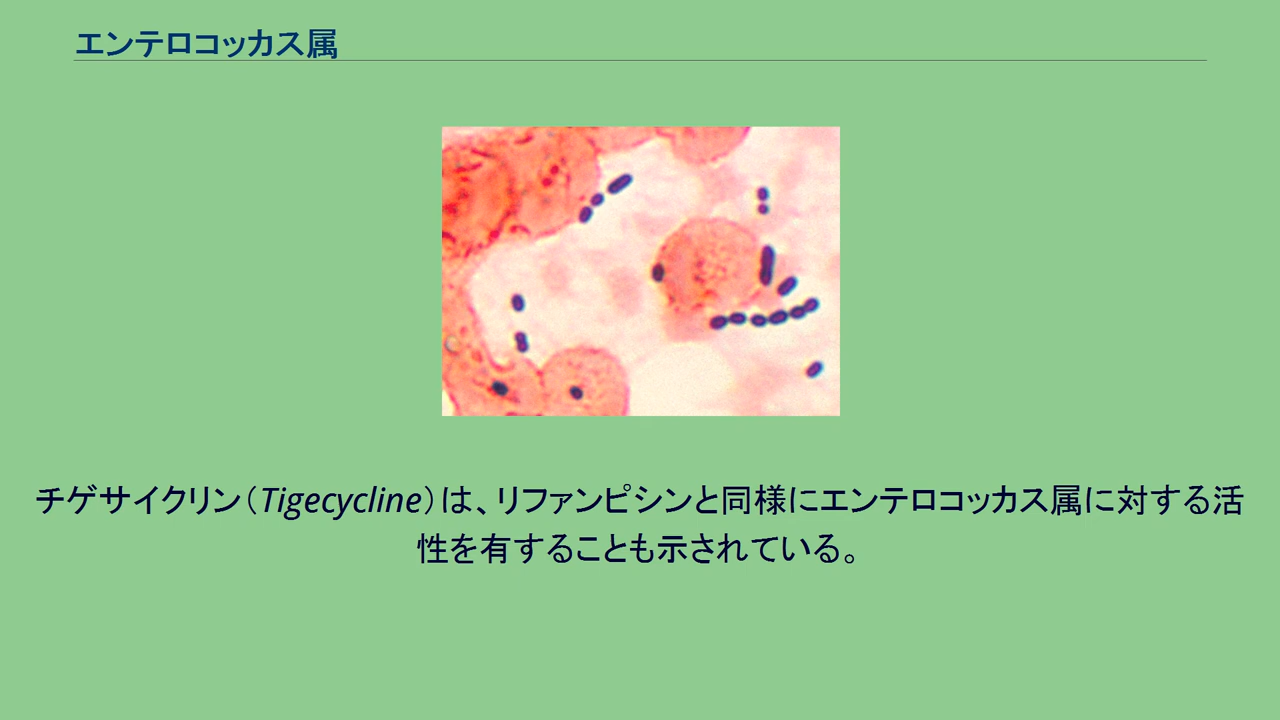 エンテロコッカス属
チゲサイクリン（Tigecycline）は、リファンピシンと同様にエンテロコッカス属に対する活
性を有することも示されている。